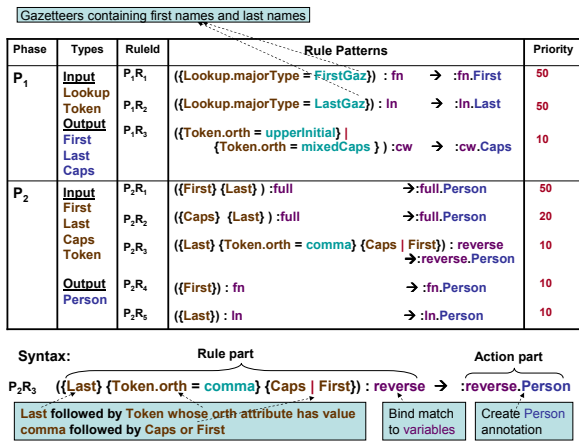 Gazetteers containing first names and last names
Phase Types RuleId Rule Patterns Priority
P1 Input P1R1 ({Lookup.majorType = FirstGaz}) : fn → :fn.First 50
Lookup
Token P1R2 ({Lookup.majorType = LastGaz}) : ln → :ln.Last 50
Output P1R3 ({Token.orth = upperInitial} |
First {Token.orth = mixedCaps } ) :cw → :cw.Caps 10
Last
Caps
P2 Input P2R1 ({First} {Last} ) :full →:full.Person 50
First
Last P2R2 ({Caps} {Last} ) :full →:full.Person 20
Caps P2R3 ({Last} {Token.orth = comma} {Caps | First}) : reverse 10
Token →:reverse.Person
Output P2R4 ({First}) : fn → :fn.Person 10
Person
P2R5 ({Last}) : ln → :ln.Person 10
Syntax: Rule part Action part
P2R3 ({Last} {Token.orth = comma} {Caps | First}) : reverse → :reverse.Person
Last followed by Token whose orth attribute has value
comma followed by Caps or First
Bind match
to variables
Create Person
annotation